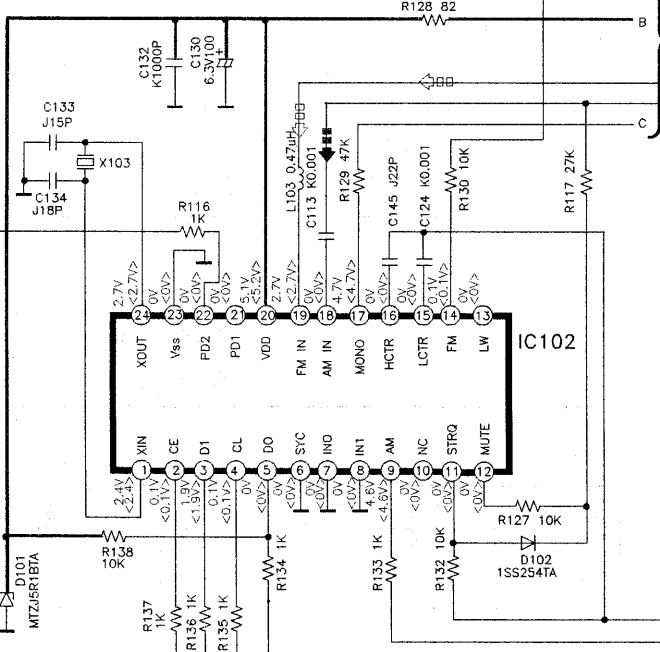 R128 82
B
C132
K1000P
C130
6.3V100
+
C133
J15P
X103
C134
J18P
R116
1K
L103 0.47uH
C113 K0.001
R129 47K
C145 J22P
C124 K0.001
R130 10K
R117 27K
C
2.7V
<2.7V>
0V
<0V>
0V
<0V>
0V
<0V>
5.1V
<5.2V>
2.7V
<2.7V>
0V
<0V>
4.7V
<4.7V>
0V
<0V>
0V
<0V>
0.1V
<0.1V>
0V
<0V>
24 23 22 21 20 19 18 17 16 15 14 13
XOUT
Vss
PD2
PD1
VDD
FM IN
AM IN
MONO
HCTR
LCTR
FM
LW
IC102
XIN
CE
D1
CL
DO
SYC
INO
IN1
AM
NC
STRQ
MUTE
1 2 3 4 5 6 7 8 9 10 11 12
2.4V
<2.4>
0.1V
<0.1V>
1.9V
<1.9V>
0.1V
<0.1V>
0V
<0V>
0V
<0V>
0V
<0V>
0V
<0V>
4.6V
<4.6V>
0V
<0V>
0V
<0V>
0V
<0V>
R127 10K
R138
10K
D101
MTZJ5R1BTA
R137
1K
R136 1K
R135 1K
R134 1K
R133 1K
R132 10K
D102
1SS254TA